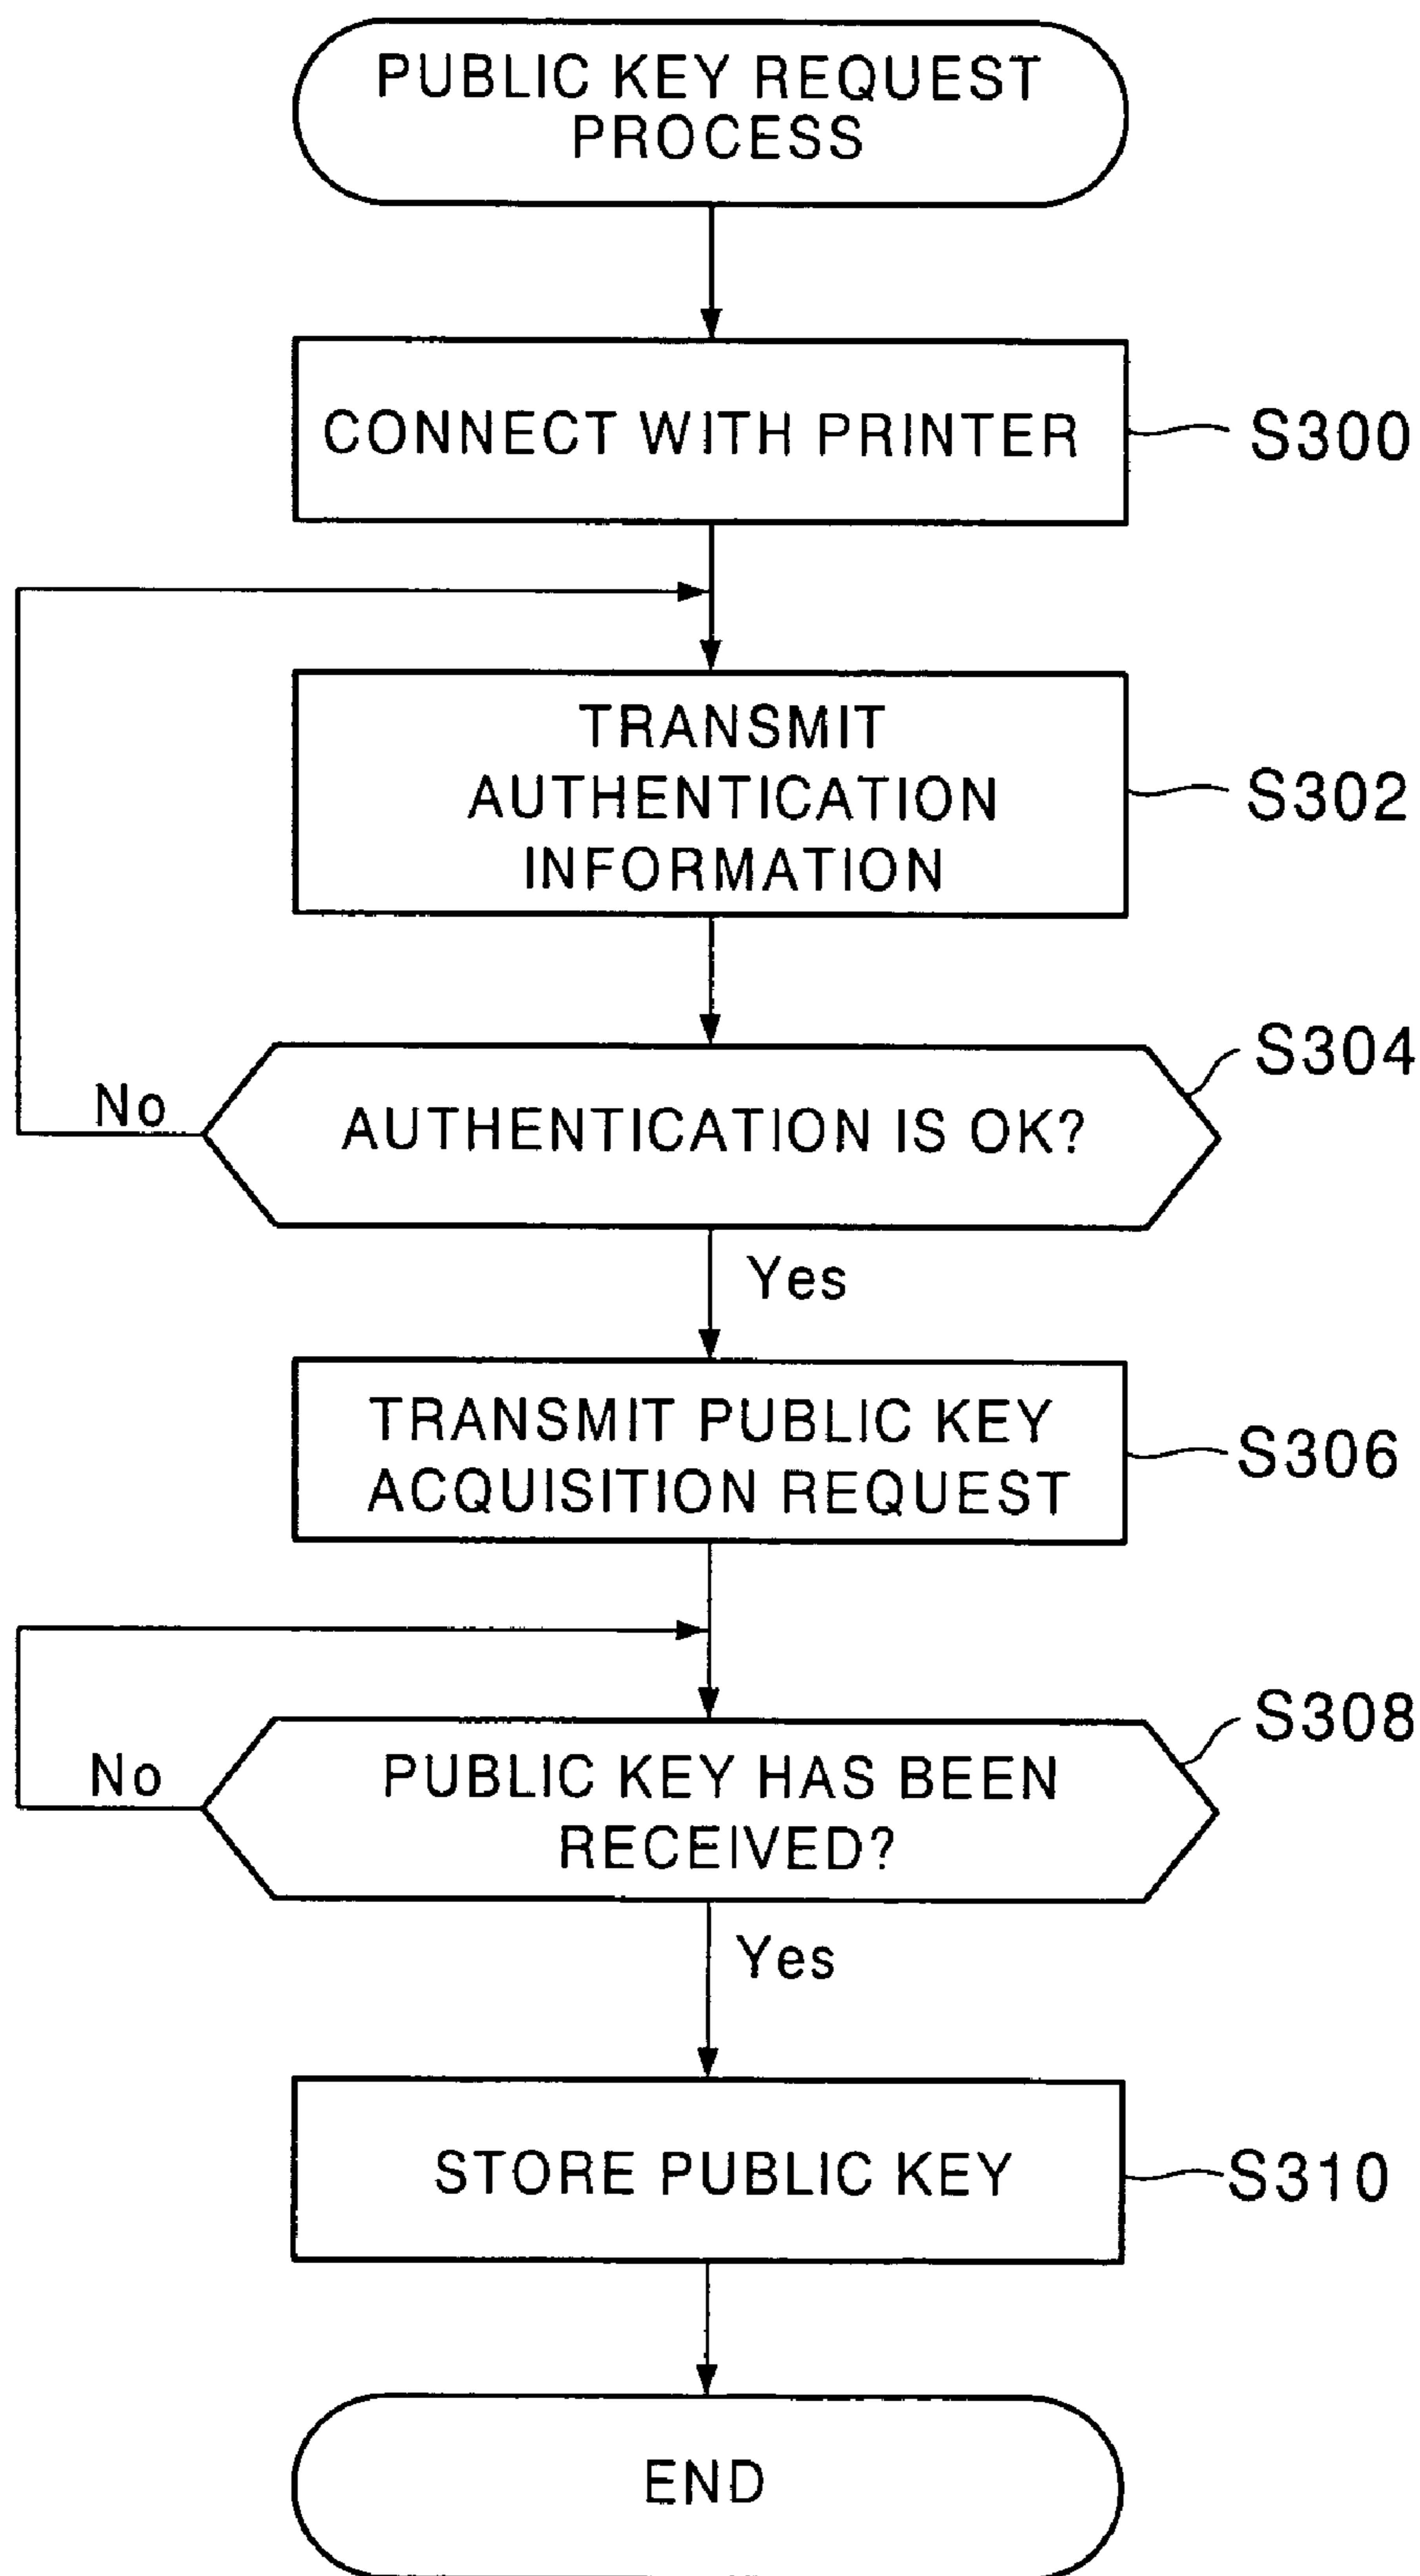 PUBLIC KEY REQUEST
PROCESS
CONNECT WITH PRINTER
S300
TRANSMIT
AUTHENTICATION
INFORMATION
S302
S304
No
AUTHENTICATION IS OK?
Yes
TRANSMIT PUBLIC KEY
ACQUISITION REQUEST
S306
S308
No
PUBLIC KEY HAS BEEN
RECEIVED?
Yes
STORE PUBLIC KEY
S310
END